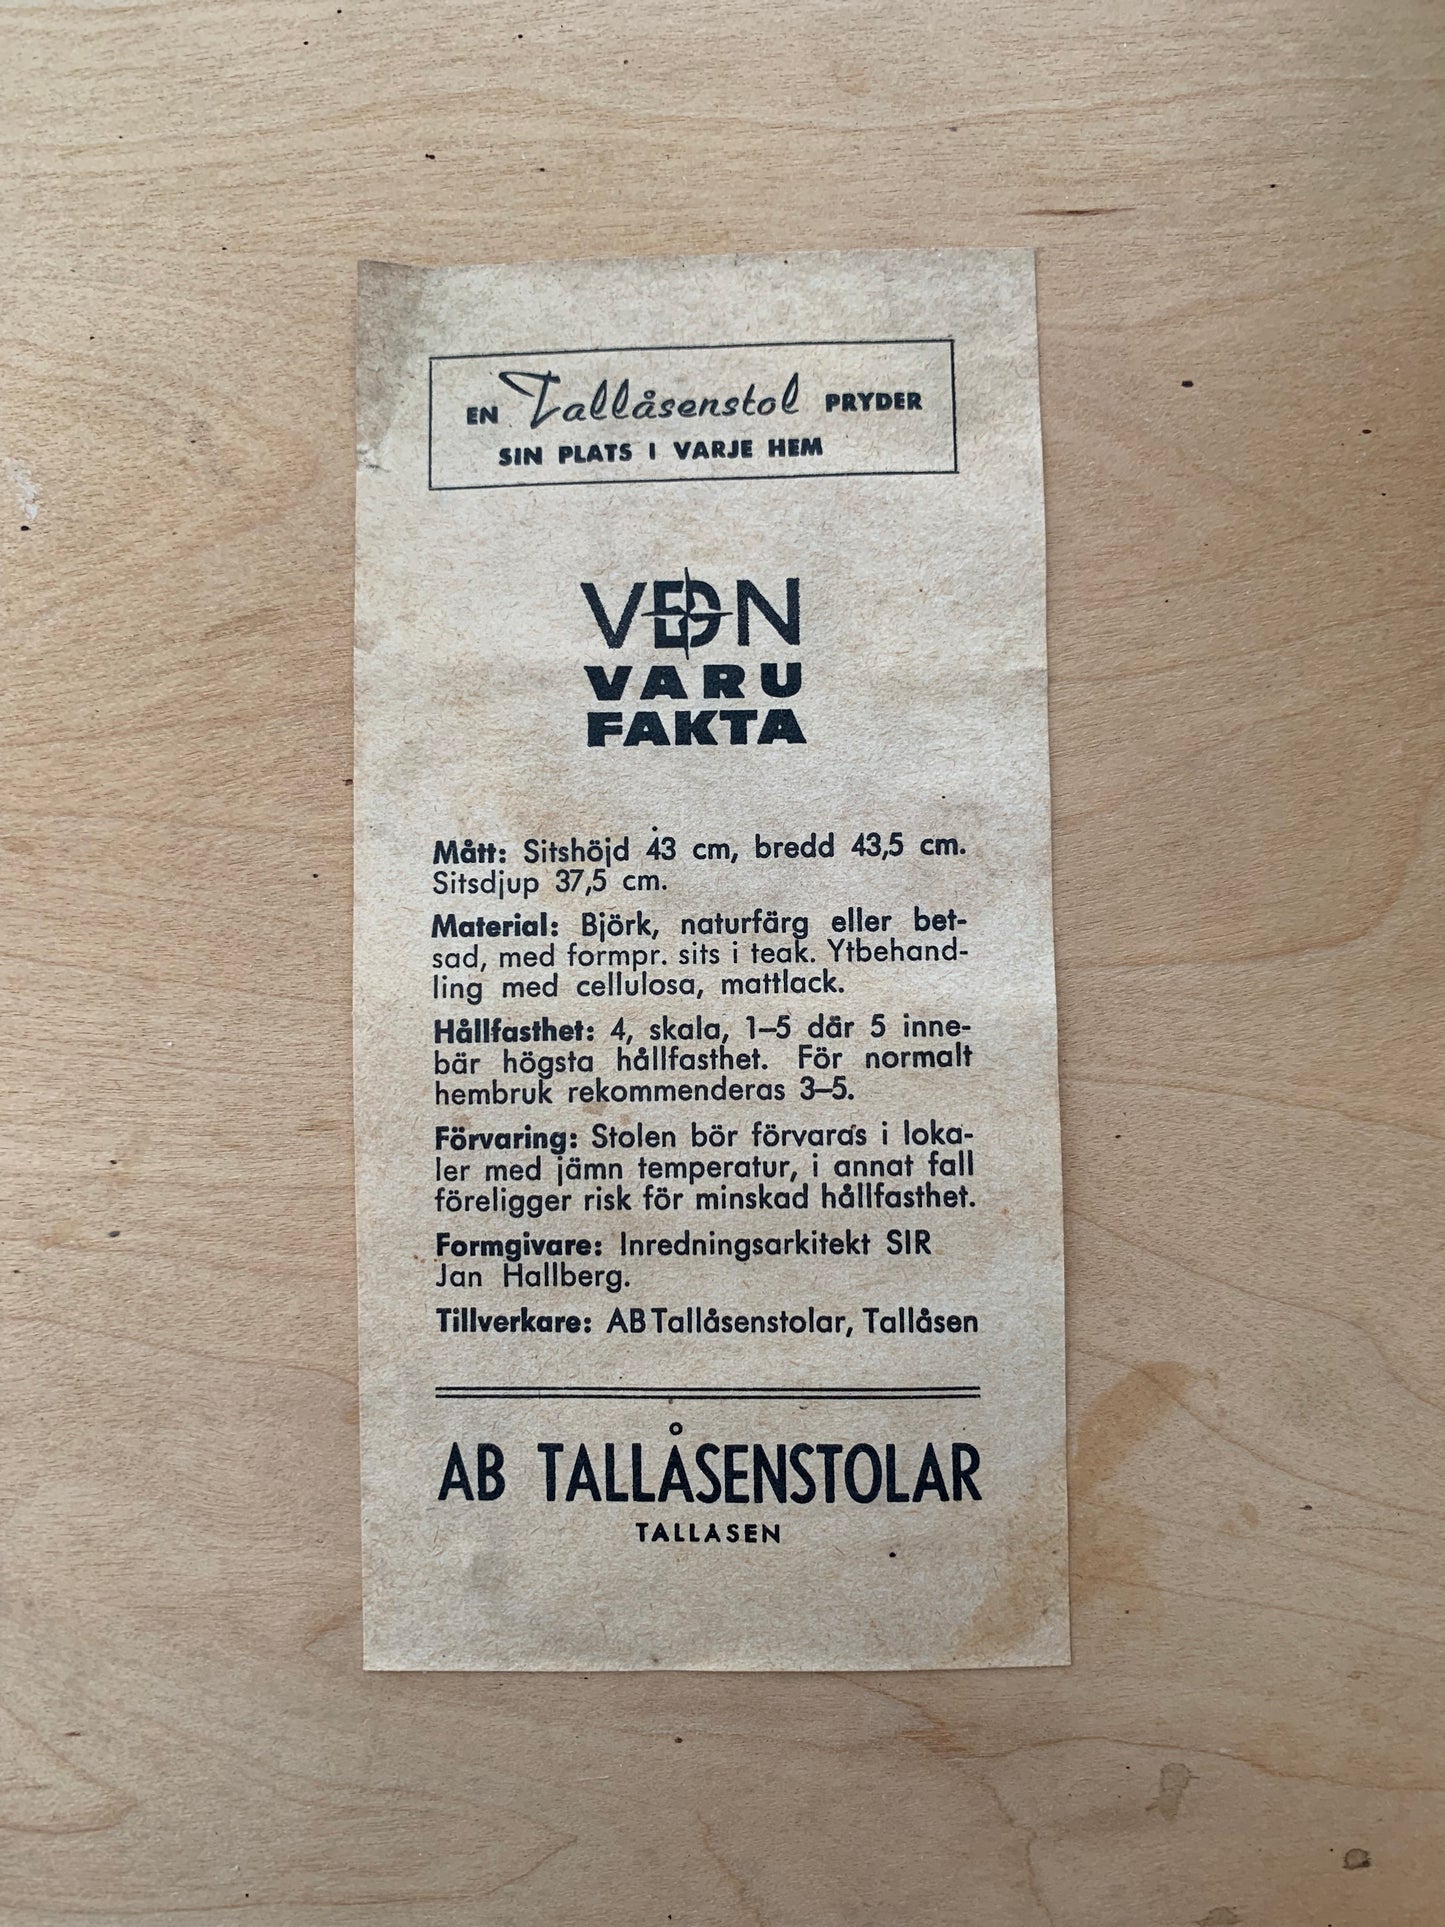 EN Tallåsenstol PRYDER
SIN PLATS I VARJE HEM
VDN
VARU
FAKTA
Mått: Sitshöjd 43 cm, bredd 43,5 cm.
Sitsdjup 37,5 cm.
Material: Björk, naturfärg eller bet-
sad, med formpr. sits i teak. Ytbehand-
ling med cellulosa, mattlack.
Hållfasthet: 4, skala, 1–5 där 5 inne-
bär högsta hållfasthet. För normalt
hembruk rekommenderas 3–5.
Förvaring: Stolen bör förvaras i loka-
ler med jämn temperatur, i annat fall
föreligger risk för minskad hållfasthet.
Formgivare: Inredningsarkitekt SIR
Jan Hallberg.
Tillverkare: AB Tallåsenstolar, Tallåsen
AB TALLÅSENSTOLAR
TALLÅSEN